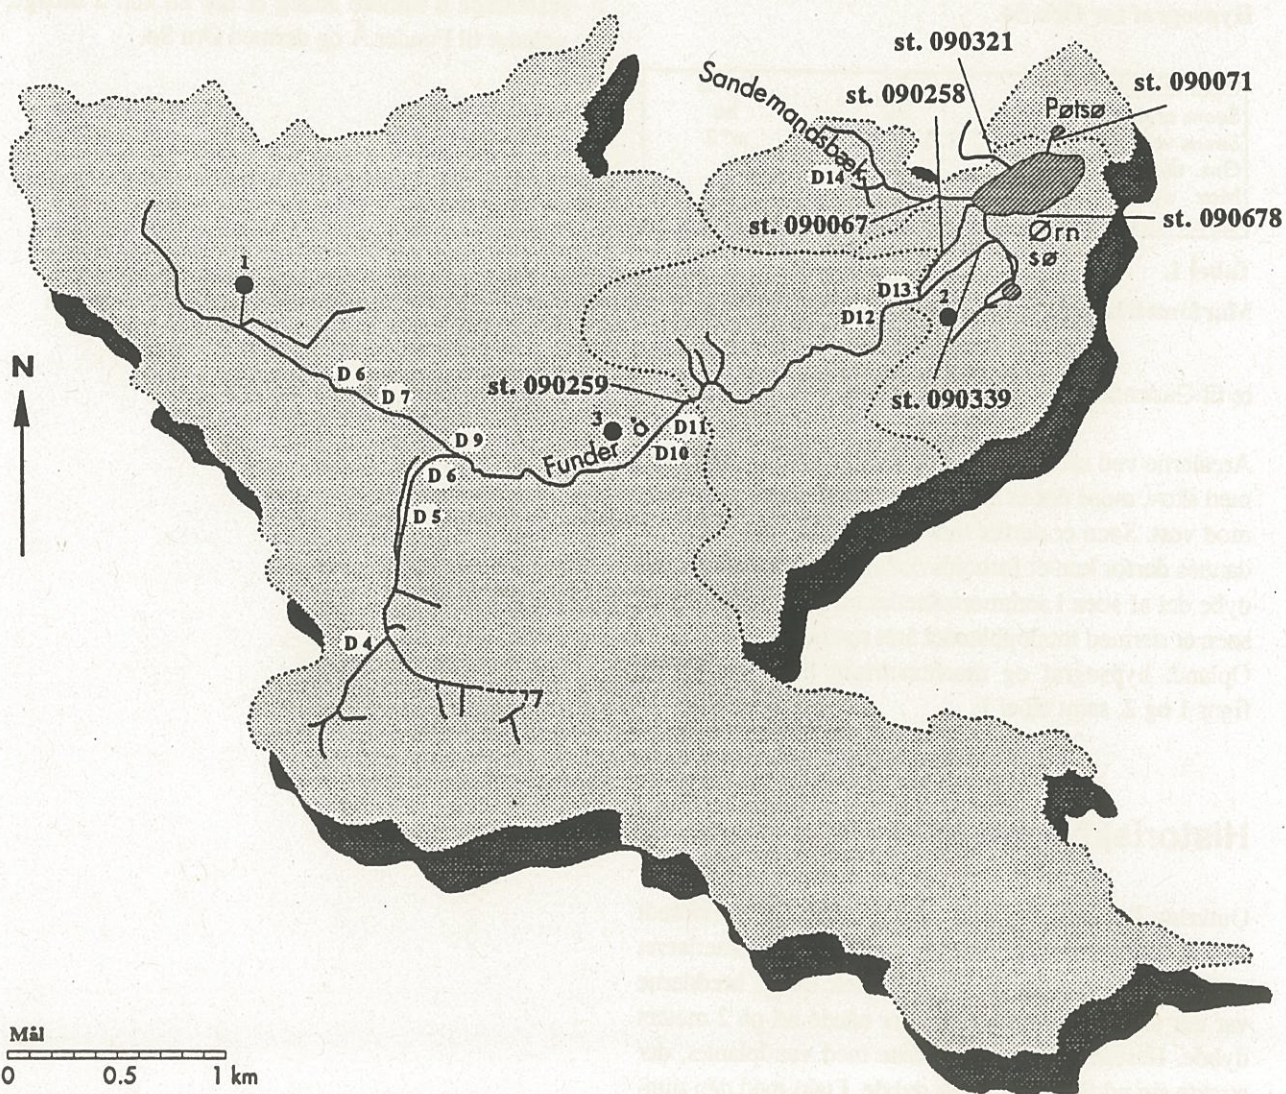 st. 090321
st. 090071
st. 090258
Sandemandsbæk
Pøtsø
D14
st. 090067
st. 090678
Ørn
sø
1
D13
2
D12
N
D 6
st. 090259
D 7
st. 090339
3
D11
D 9
Funder å
D10
D 6
D 5
D 4
Mål
0 0.5 1 km